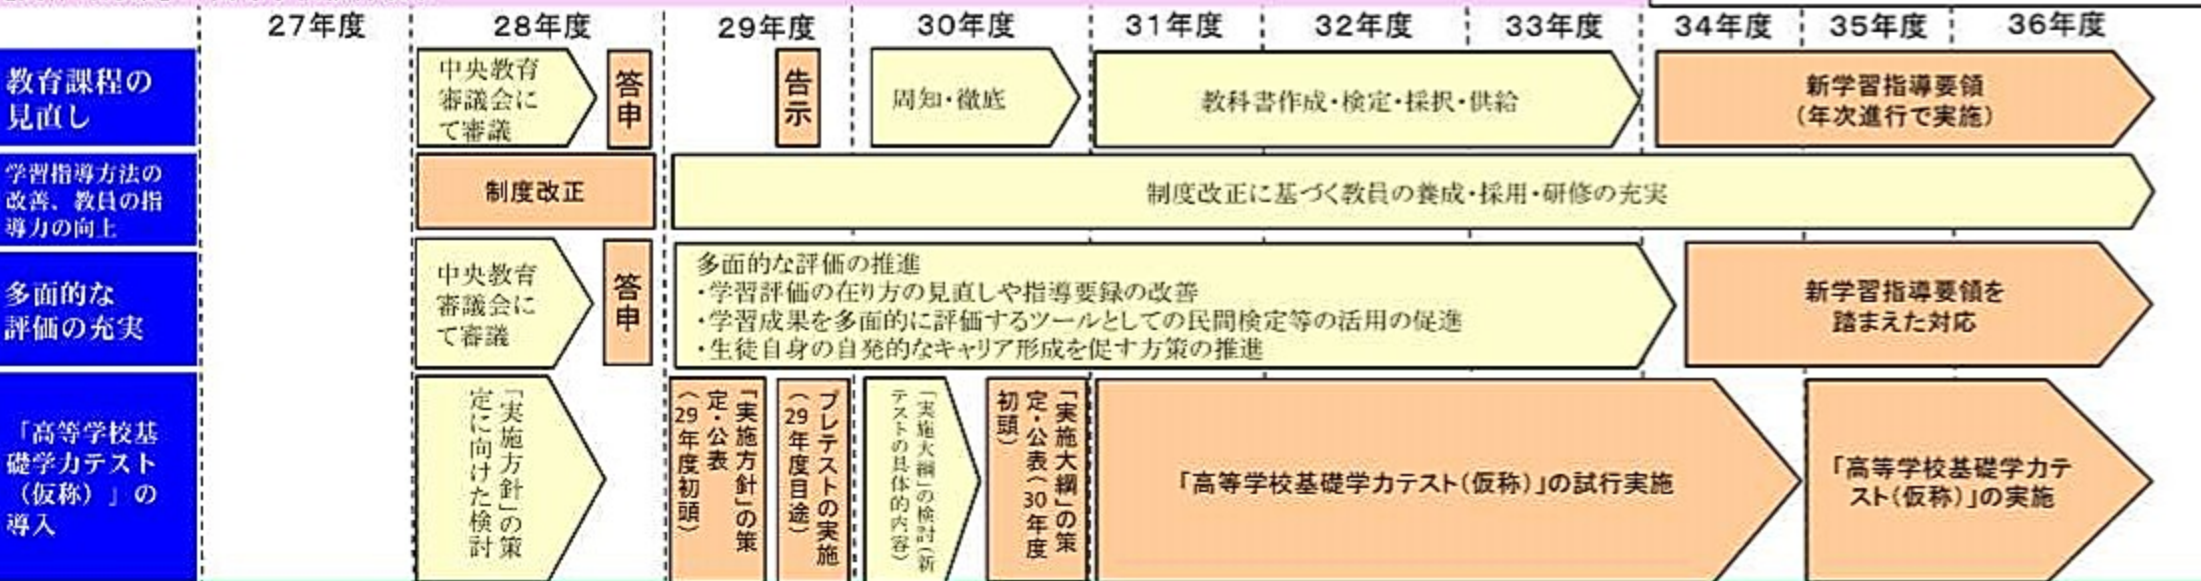 27年度
28年度
29年度
30年度
31年度
32年度
33年度
34年度
35年度
36年度
教育課程の
見直し
中央教育
審議会に
て審議
答申
告示
周知・徹底
教科書作成・検定・採択・供給
新学習指導要領
(年次進行で実施)
学習指導方法の
改善、教員の指
導力の向上
制度改正
制度改正に基づく教員の養成・採用・研修の充実
多面的な
評価の充実
中央教育
審議会に
て審議
答申
多面的な評価の推進
・学習評価の在り方の見直しや指導要録の改善
・学習成果を多面的に評価するツールとしての民間検定等の活用の促進
・生徒自身の自発的なキャリア形成を促す方策の推進
新学習指導要領を
踏まえた対応
「高等学校基
礎学力テスト
（仮称）」の
導入
「実施方針」の策
定に向けた検討
「実施方針」の策
定・公表
（29年度初頭）
プレテストの実施
（29年度目途）
「実施大綱」の検討（新
テストの具体的内容）
「実施大綱」の策
定・公表（30年度
初頭）
「高等学校基礎学力テスト(仮称)」の試行実施
「高等学校基礎学力テ
スト(仮称)」の実施